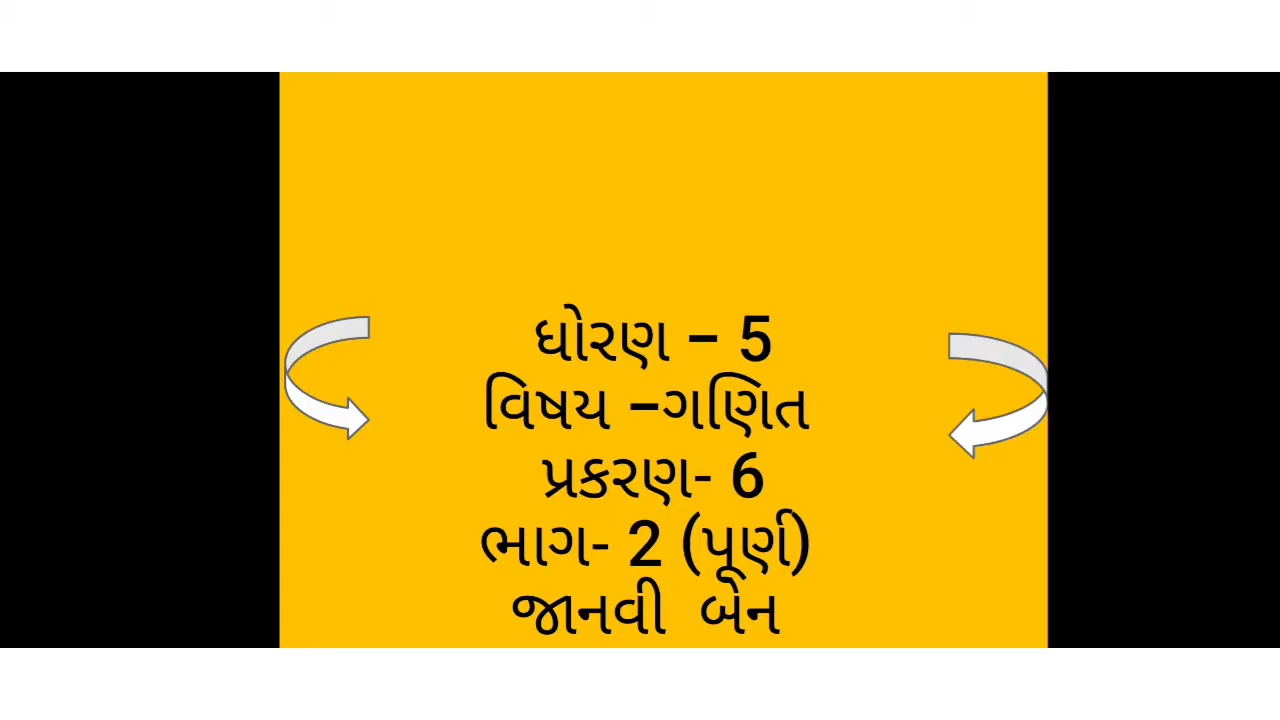 ધોરણ – 5
વિષય –ગણિત
પ્રકરણ- 6
ભાગ- 2 (પૂર્ણ)
જાનવી બેન